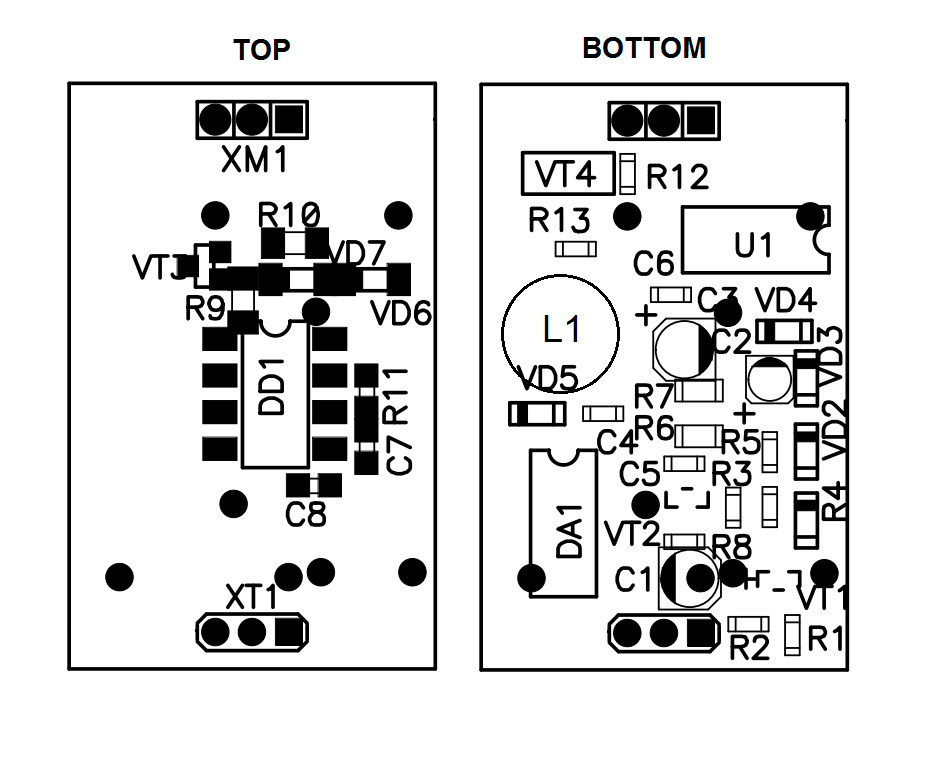 TOP
XM1
R10
VT3
VD7
R9
VD6
DD1
R11
C7
C8
XT1
BOTTOM
VT4
R12
R13
U1
C6
+
C3
VD4
L1
C2
VD3
VD5
R7
+
VD2
C4
R6
R5
C5
R3
R4
DA1
VT2
R8
C1
VT1
R2
R1